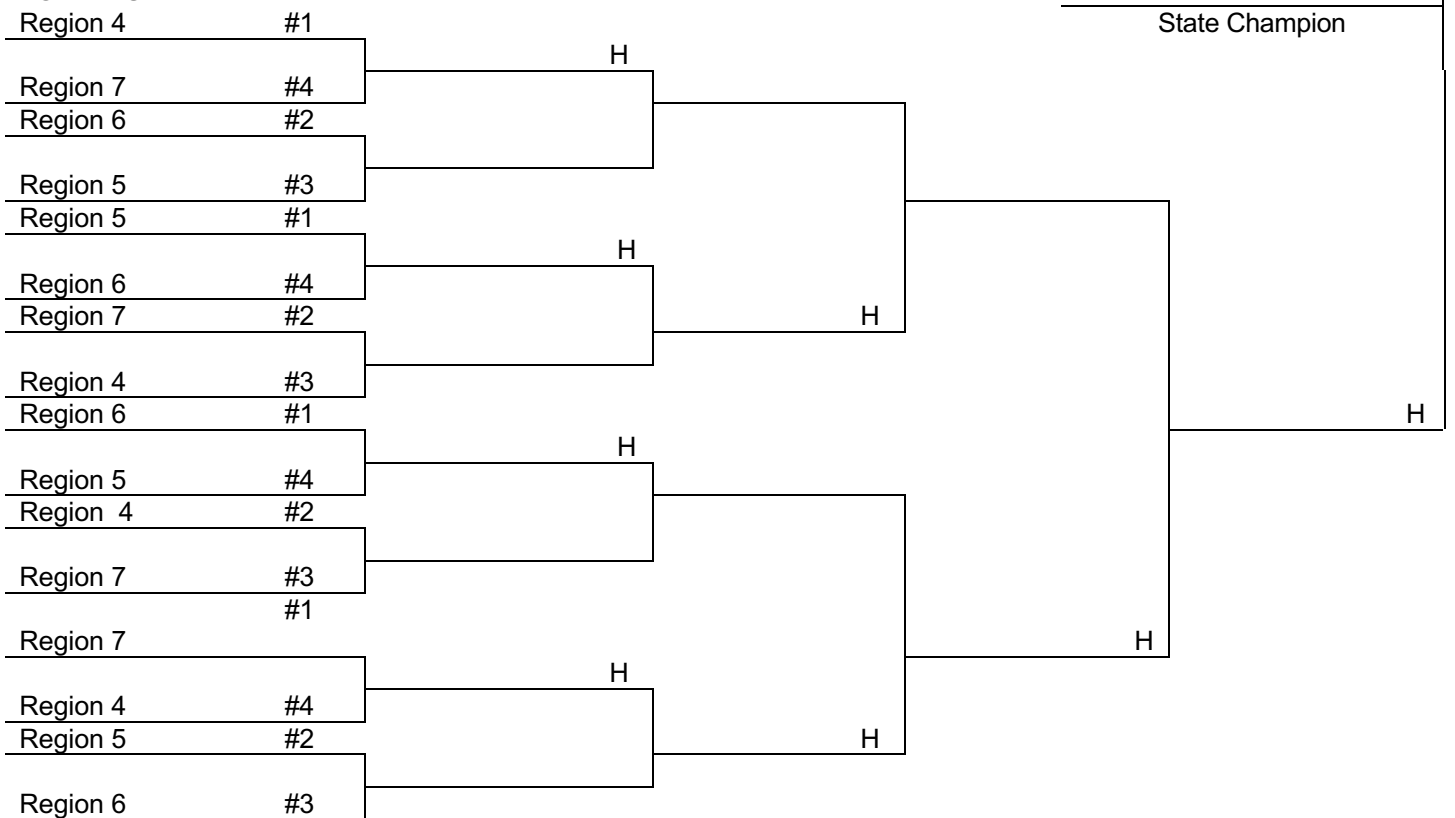 Region 4 #1
State Champion
H
Region 7 #4
Region 6 #2
Region 5 #3
Region 5 #1
H
Region 6 #4
Region 7 #2
H
Region 4 #3
Region 6 #1
H
H
Region 5 #4
Region  4 #2
Region 7 #3
#1
Region 7
H
H
Region 4 #4
Region 5 #2
H
Region 6 #3